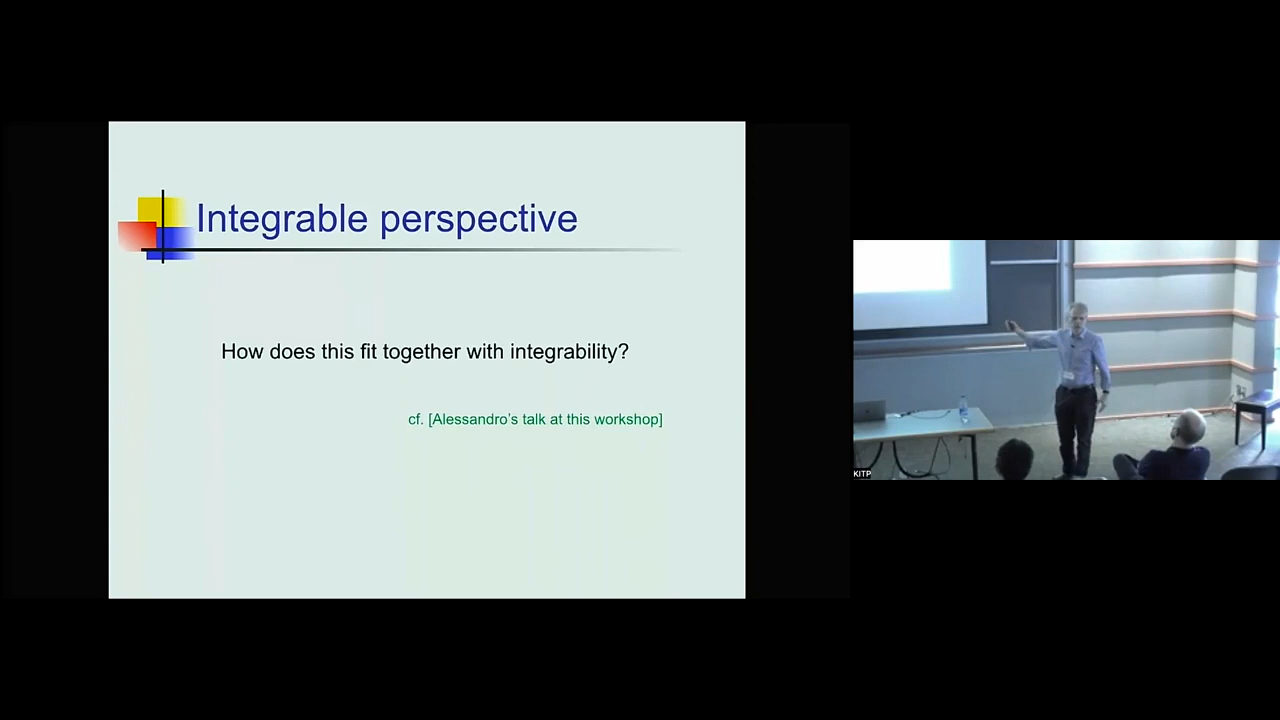 Integrable perspective
How does this fit together with integrability?
cf. [Alessandro's talk at this workshop]
KITP